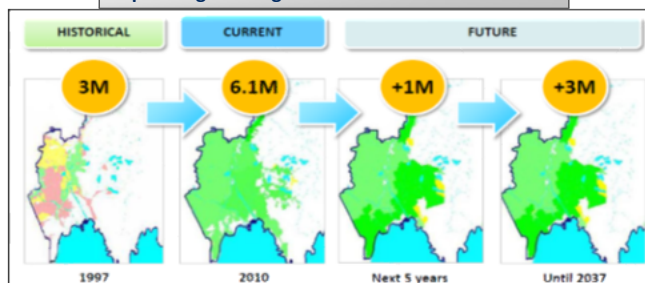 HISTORICAL
CURRENT
FUTURE
3M
6.1M
+1M
+3M
1997
2010
Next 5 years
Until 2037